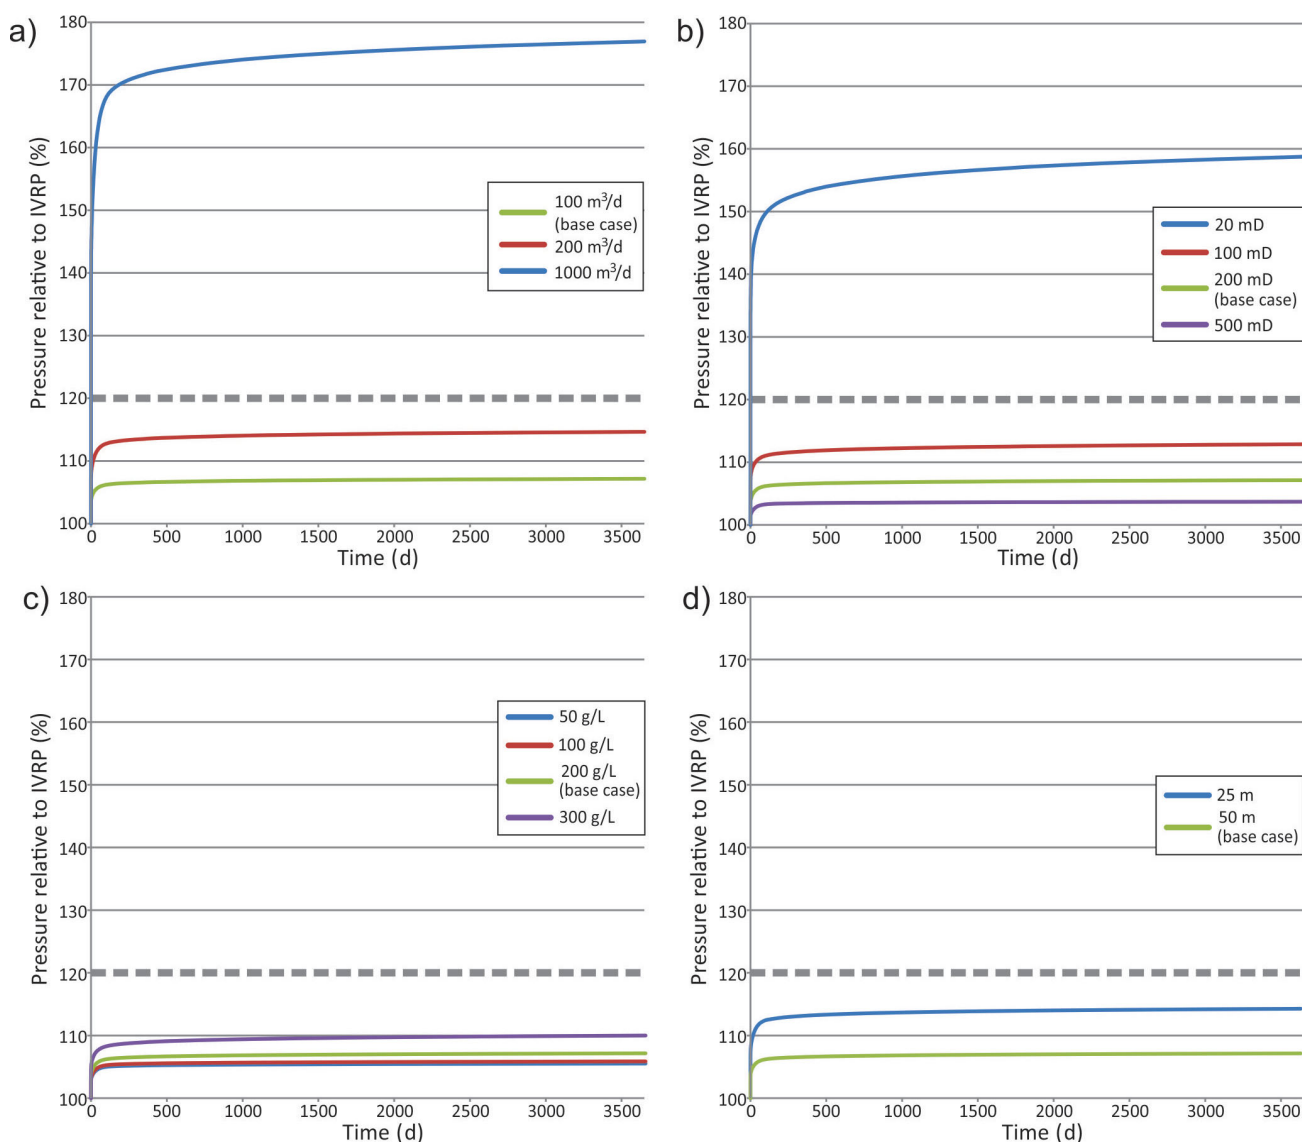 a)
Pressure relative to IVRP (%)
180
170
160
150
140
130
120
110
100
0 500 1000 1500 2000 2500 3000 3500
Time (d)
100 m³/d
(base case)
200 m³/d
1000 m³/d
b)
Pressure relative to IVRP (%)
180
170
160
150
140
130
120
110
100
0 500 1000 1500 2000 2500 3000 3500
Time (d)
20 mD
100 mD
200 mD
(base case)
500 mD
c)
Pressure relative to IVRP (%)
180
170
160
150
140
130
120
110
100
0 500 1000 1500 2000 2500 3000 3500
Time (d)
50 g/L
100 g/L
200 g/L
(base case)
300 g/L
d)
Pressure relative to IVRP (%)
180
170
160
150
140
130
120
110
100
0 500 1000 1500 2000 2500 3000 3500
Time (d)
25 m
50 m
(base case)